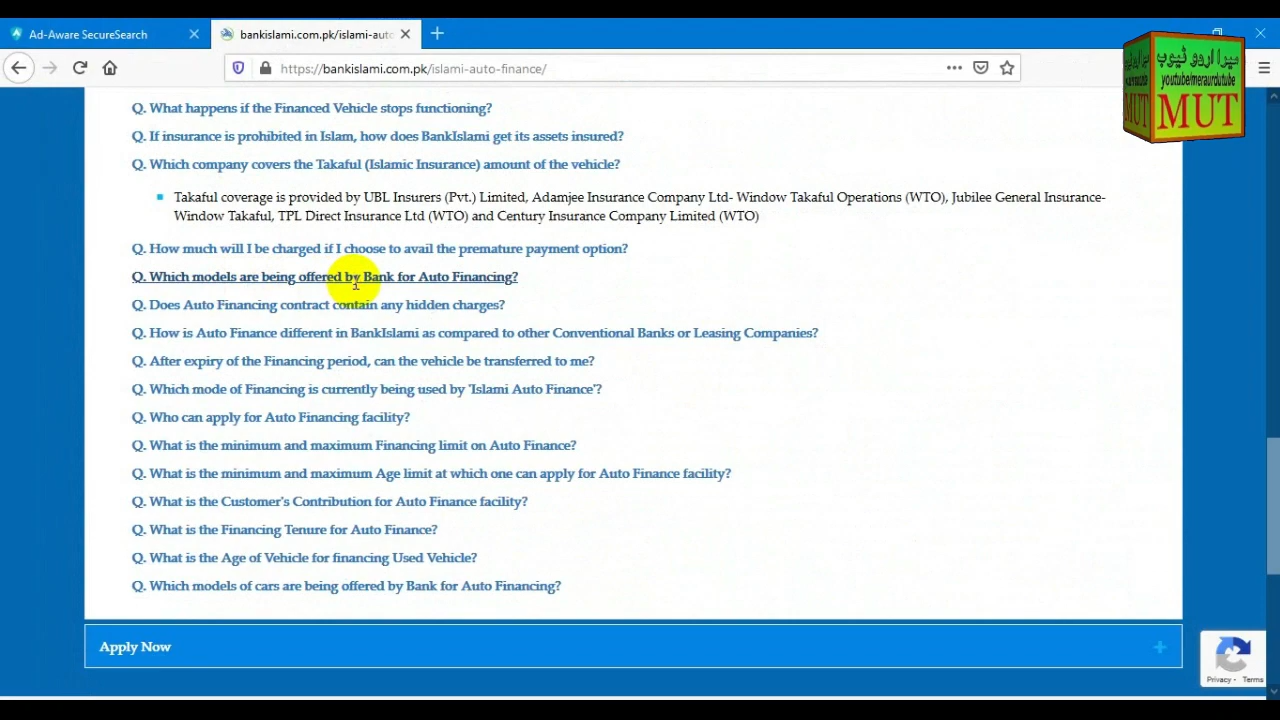 Ad-Aware SecureSearch
bankislami.com.pk/islami-auto
https://bankislami.com.pk/islami-auto-finance/
میرا اردو ٹیوب
youtube/meraurdutube
MUT
MUT
Q. What happens if the Financed Vehicle stops functioning?
Q. If insurance is prohibited in Islam, how does BankIslami get its assets insured?
Q. Which company covers the Takaful (Islamic Insurance) amount of the vehicle?
Takaful coverage is provided by UBL Insurers (Pvt.) Limited, Adamjee Insurance Company Ltd- Window Takaful Operations (WTO), Jubilee General Insurance-
Window Takaful, TPL Direct Insurance Ltd (WTO) and Century Insurance Company Limited (WTO)
Q. How much will I be charged if I choose to avail the premature payment option?
Q. Which models are being offered by Bank for Auto Financing?
Q. Does Auto Financing contract contain any hidden charges?
Q. How is Auto Finance different in BankIslami as compared to other Conventional Banks or Leasing Companies?
Q. After expiry of the Financing period, can the vehicle be transferred to me?
Q. Which mode of Financing is currently being used by 'Islami Auto Finance'?
Q. Who can apply for Auto Financing facility?
Q. What is the minimum and maximum Financing limit on Auto Finance?
Q. What is the minimum and maximum Age limit at which one can apply for Auto Finance facility?
Q. What is the Customer's Contribution for Auto Finance facility?
Q. What is the Financing Tenure for Auto Finance?
Q. What is the Age of Vehicle for financing Used Vehicle?
Q. Which models of cars are being offered by Bank for Auto Financing?
Apply Now
Privacy - Terms